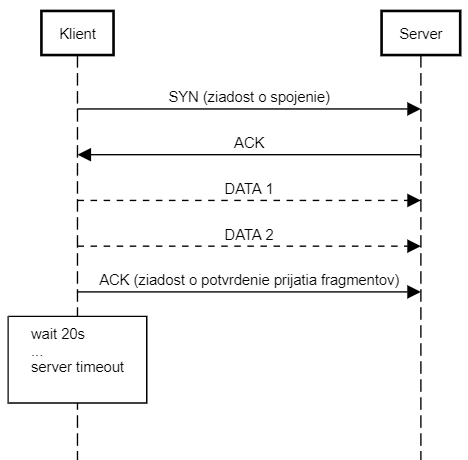 Klient
Server
SYN (ziadost o spojenie)
ACK
DATA 1
DATA 2
ACK (ziadost o potvrdenie prijatia fragmentov)
wait 20s
...
server timeout